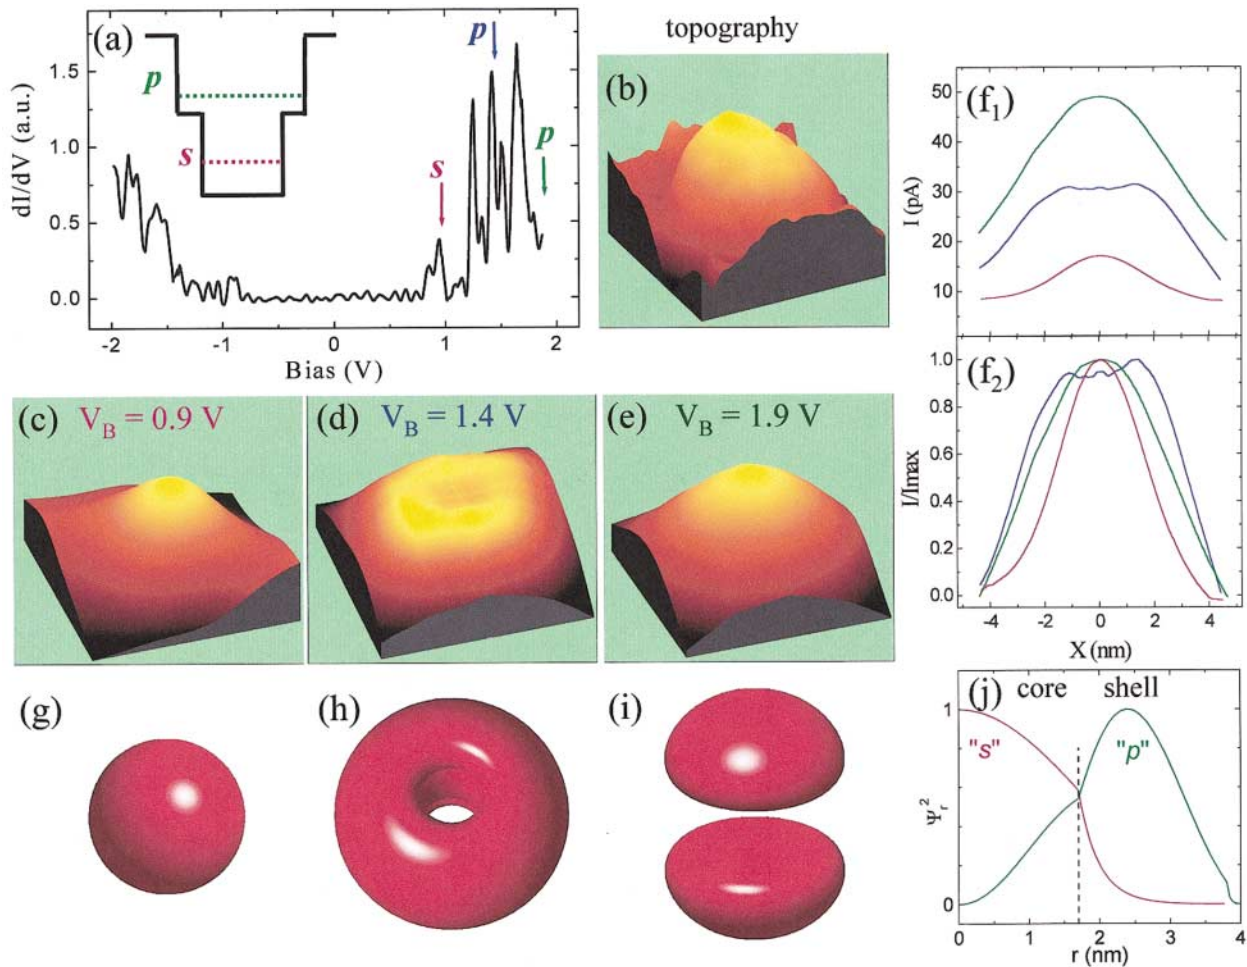 (a)
p
s
s
p
p
dI/dV (a.u.)
1.5
1.0
0.5
0.0
-2
-1
0
1
2
Bias (V)
topography
(b)
(c)
V_B = 0.9 V
(d)
V_B = 1.4 V
(e)
V_B = 1.9 V
(f₁)
I (pA)
50
40
30
20
10
(f₂)
I/Imax
1.0
0.8
0.6
0.4
0.2
0.0
-4
-2
0
2
4
X (nm)
(g)
(h)
(i)
(j)
core
shell
"s"
"p"
Ψᵣ²
1
0
0
1
2
3
4
r (nm)